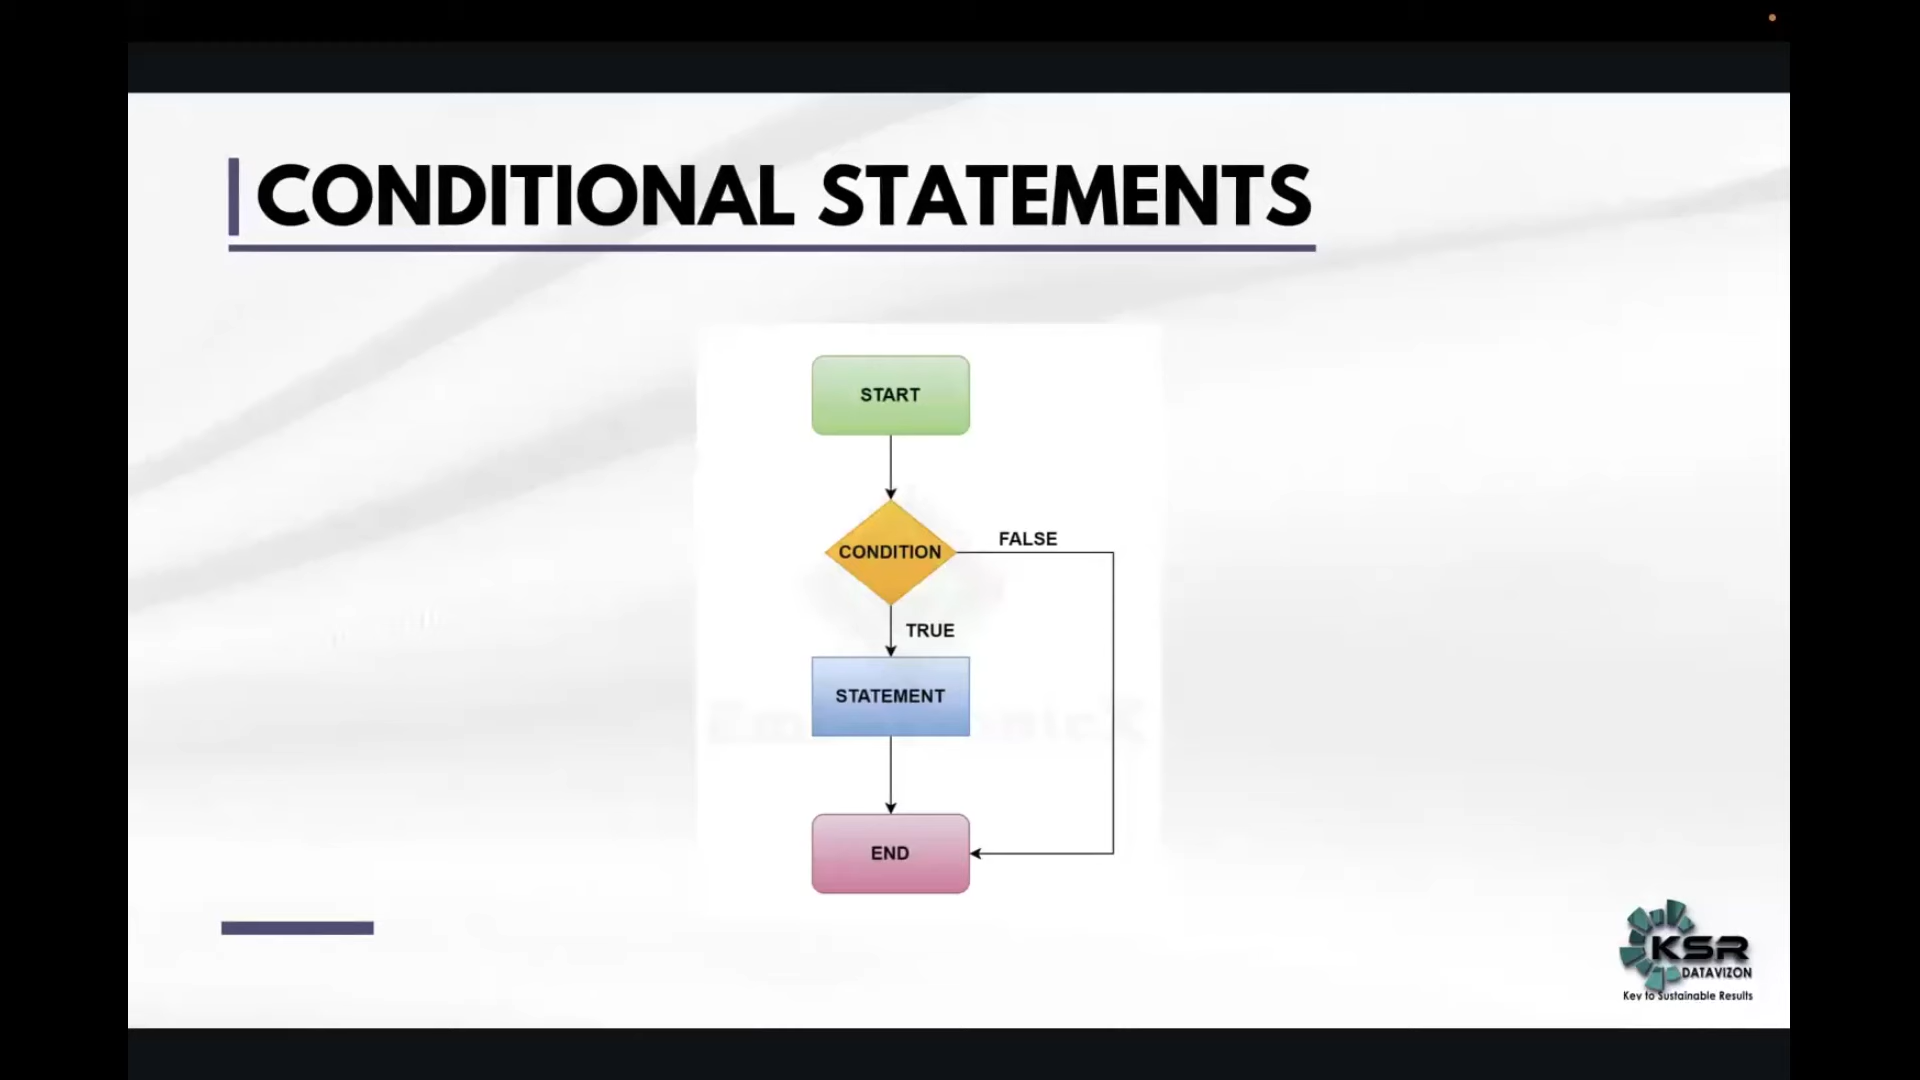 CONDITIONAL STATEMENTS
START
CONDITION
FALSE
TRUE
STATEMENT
END
KSR
DATAVIZON
Key to Sustainable Results